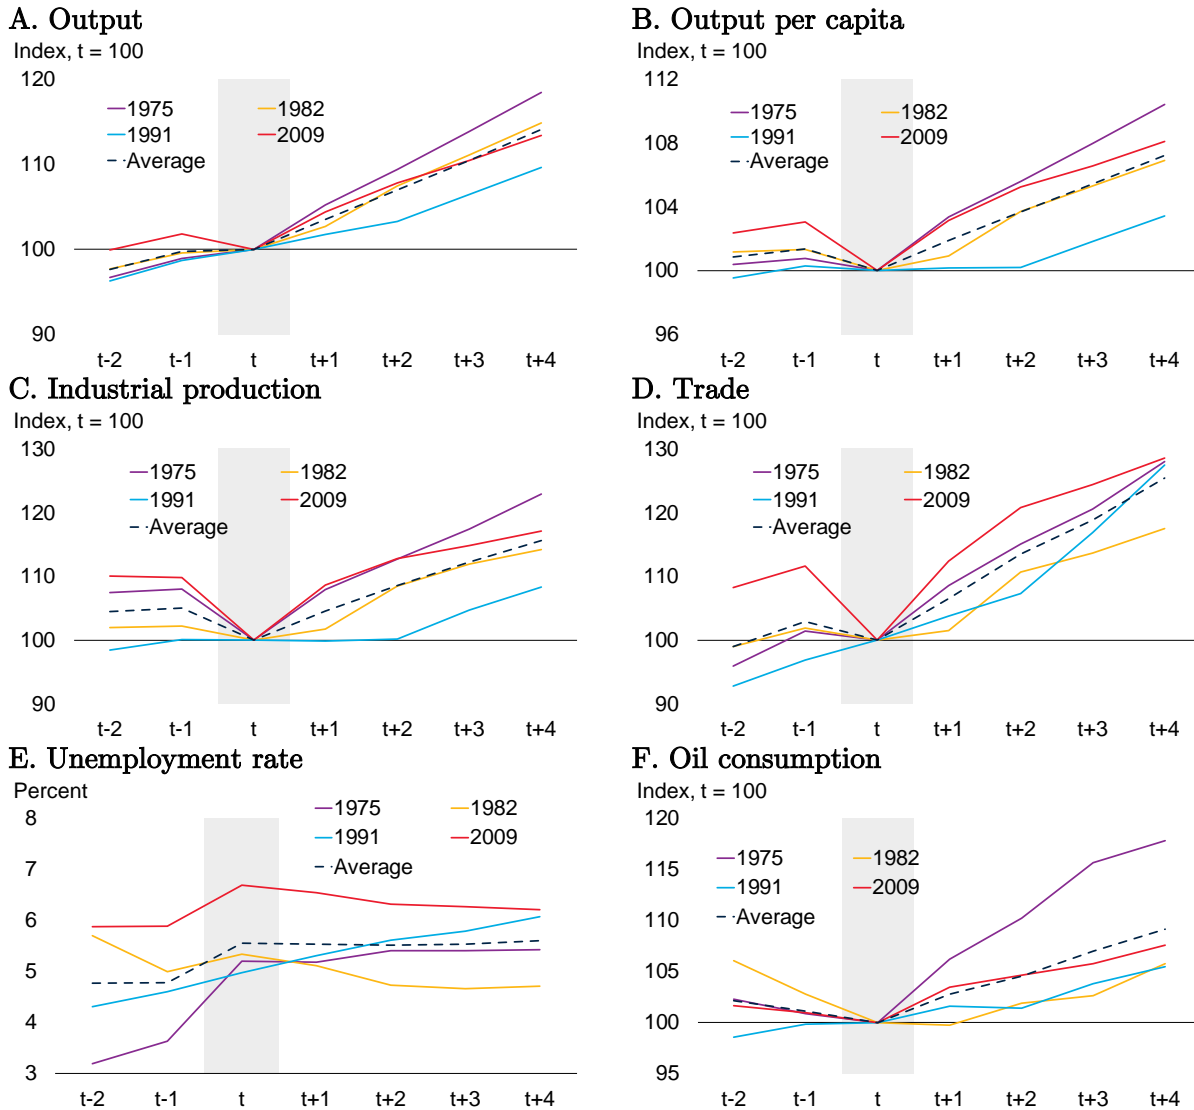 A. Output
Index, t = 100
120
110
100
90
1975
1982
1991
2009
Average
t-2 t-1 t t+1 t+2 t+3 t+4
B. Output per capita
Index, t = 100
112
108
104
100
96
1975
1982
1991
2009
Average
t-2 t-1 t t+1 t+2 t+3 t+4
C. Industrial production
Index, t = 100
130
120
110
100
90
1975
1982
1991
2009
Average
t-2 t-1 t t+1 t+2 t+3 t+4
D. Trade
Index, t = 100
130
120
110
100
90
1975
1982
1991
2009
Average
t-2 t-1 t t+1 t+2 t+3 t+4
E. Unemployment rate
Percent
8
7
6
5
4
3
1975
1982
1991
2009
Average
t-2 t-1 t t+1 t+2 t+3 t+4
F. Oil consumption
Index, t = 100
120
115
110
105
100
95
1975
1982
1991
2009
Average
t-2 t-1 t t+1 t+2 t+3 t+4